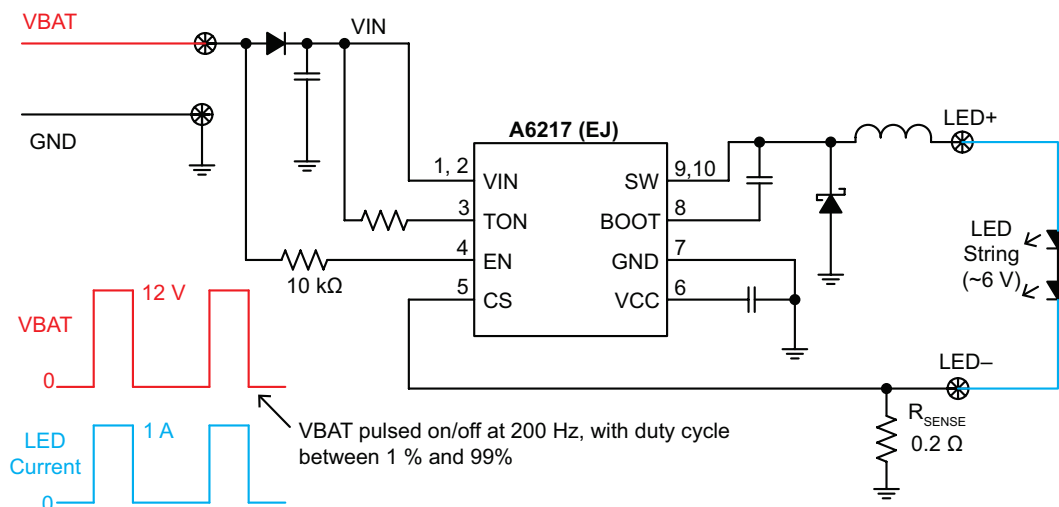 VBAT
VIN
GND
A6217 (EJ)
LED+
1, 2
VIN
SW
9,10
3
TON
BOOT
8
4
EN
GND
7
10 kΩ
5
CS
VCC
6
LED
String
(~6 V)
12 V
VBAT
0
LED–
1 A
LED
Current
0
VBAT pulsed on/off at 200 Hz, with duty cycle
between 1 % and 99%
RSENSE
0.2 Ω